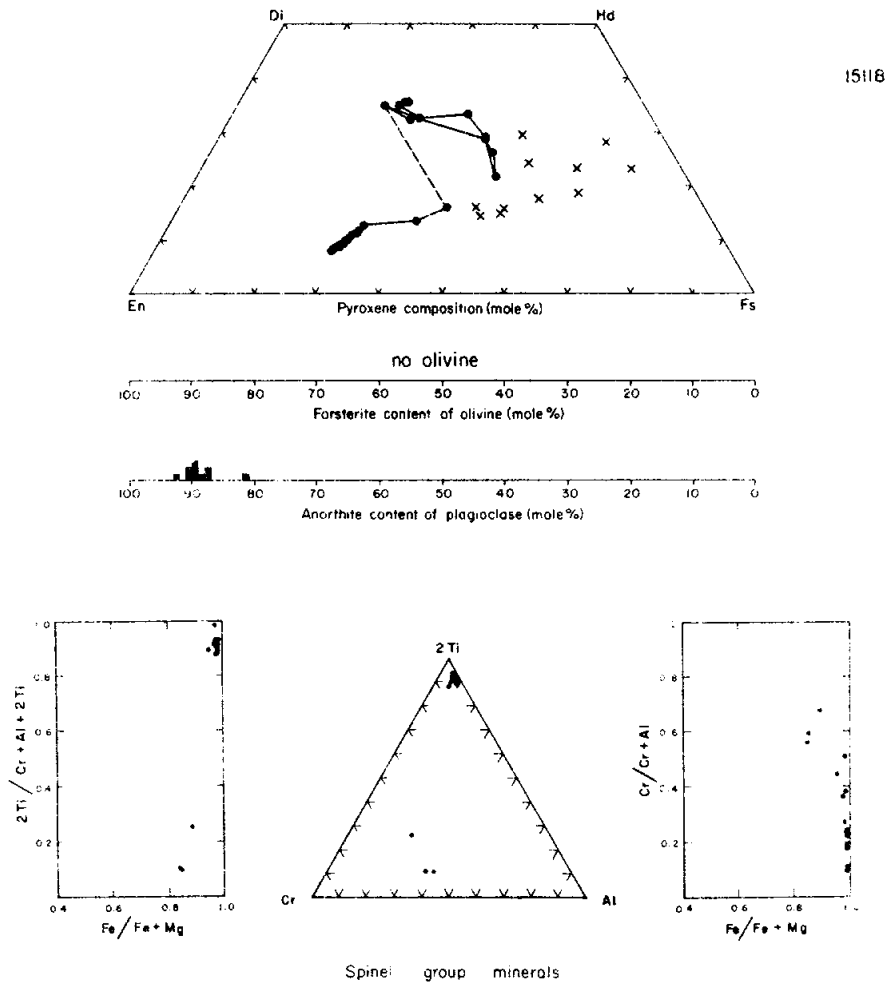 Di Hd
15118
En Fs
Pyroxene composition (mole %)
no olivine
100 90 80 70 60 50 40 30 20 10 0
Forsterite content of olivine (mole %)
100 90 80 70 60 50 40 30 20 10 0
Anorthite content of plagioclase (mole %)
1.0
0.8
0.6
0.4
0.2
2Ti / Cr + Al + 2Ti
0.4 0.6 0.8 1.0
Fe / Fe + Mg
2 Ti
Cr Al
0.8
0.6
0.4
0.2
Cr / Cr + Al
0.4 0.6 0.8 1.0
Fe / Fe + Mg
Spinel group minerals